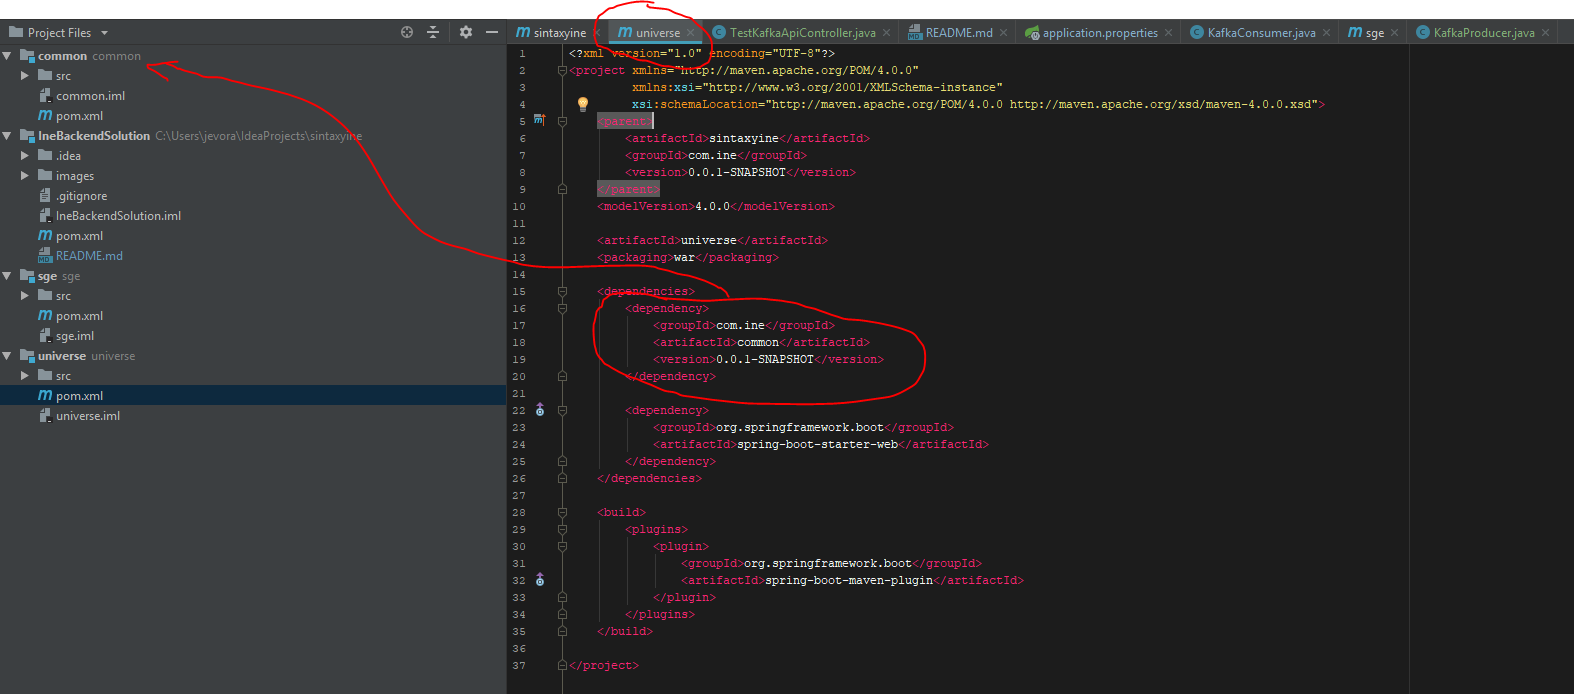 Project Files
common common
src
common.iml
pom.xml
IneBackendSolution C:\Users\jevora\IdeaProjects\sintaxyine
.idea
images
.gitignore
IneBackendSolution.iml
pom.xml
README.md
sge sge
src
pom.xml
sge.iml
universe universe
src
pom.xml
universe.iml
sintaxyine universe TestKafkaApiController.java README.md application.properties KafkaConsumer.java sge KafkaProducer.java
1 <?xml version="1.0" encoding="UTF-8"?>
2 <project xmlns="http://maven.apache.org/POM/4.0.0"
3 xmlns:xsi="http://www.w3.org/2001/XMLSchema-instance"
4 xsi:schemaLocation="http://maven.apache.org/POM/4.0.0 http://maven.apache.org/xsd/maven-4.0.0.xsd">
5 <parent>
6 <artifactId>sintaxyine</artifactId>
7 <groupId>com.ine</groupId>
8 <version>0.0.1-SNAPSHOT</version>
9 </parent>
10 <modelVersion>4.0.0</modelVersion>
11
12 <artifactId>universe</artifactId>
13 <packaging>war</packaging>
14
15 <dependencies>
16 <dependency>
17 <groupId>com.ine</groupId>
18 <artifactId>common</artifactId>
19 <version>0.0.1-SNAPSHOT</version>
20 </dependency>
21
22 <dependency>
23 <groupId>org.springframework.boot</groupId>
24 <artifactId>spring-boot-starter-web</artifactId>
25 </dependency>
26 </dependencies>
27
28 <build>
29 <plugins>
30 <plugin>
31 <groupId>org.springframework.boot</groupId>
32 <artifactId>spring-boot-maven-plugin</artifactId>
33 </plugin>
34 </plugins>
35 </build>
36
37 </project>